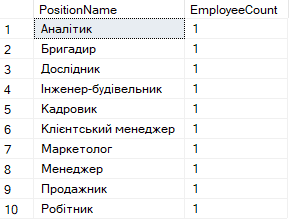 PositionName EmployeeCount
1 Аналітик 1
2 Бригадир 1
3 Дослідник 1
4 Інженер-будівельник 1
5 Кадровик 1
6 Клієнтський менеджер 1
7 Маркетолог 1
8 Менеджер 1
9 Продажник 1
10 Робітник 1